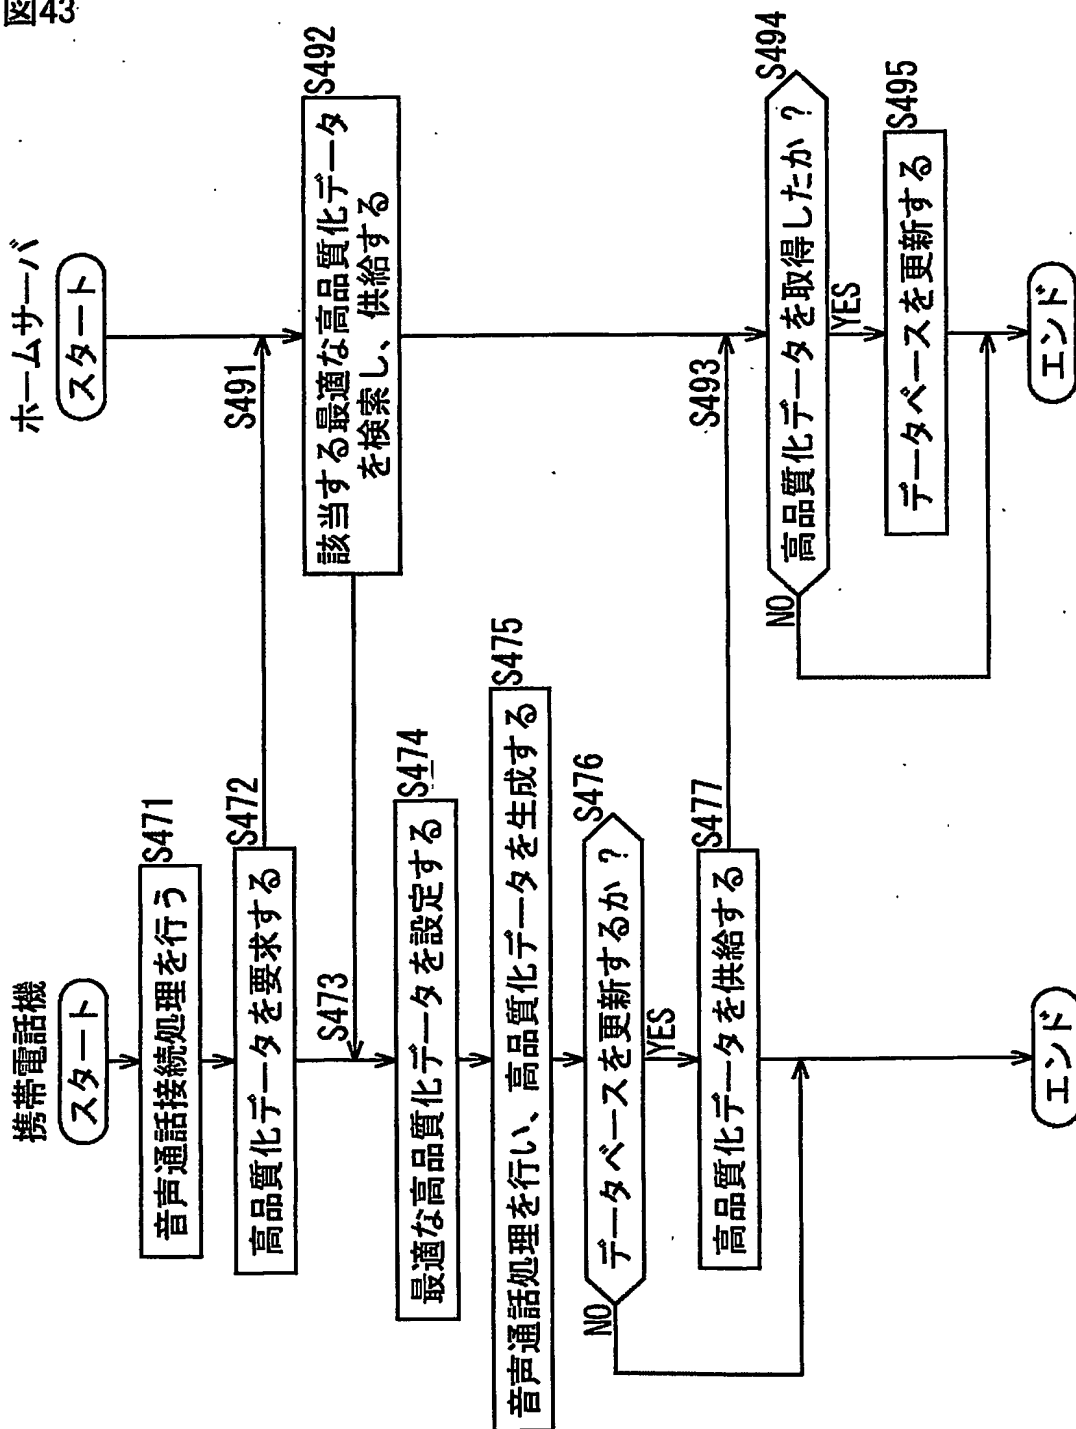 図43
携帯電話機
スタート
音声通話接続処理を行う
S471
高品質化データを要求する
S472
S473
最適な高品質化データを設定する
S474
音声通話処理を行い、高品質化データを生成する
S475
データベースを更新するか？
S476
NO
YES
高品質化データを供給する
S477
エンド
ホームサーバ
スタート
S491
該当する最適な高品質化データ
を検索し、供給する
S492
S493
高品質化データを取得したか？
S494
NO
YES
データベースを更新する
S495
エンド